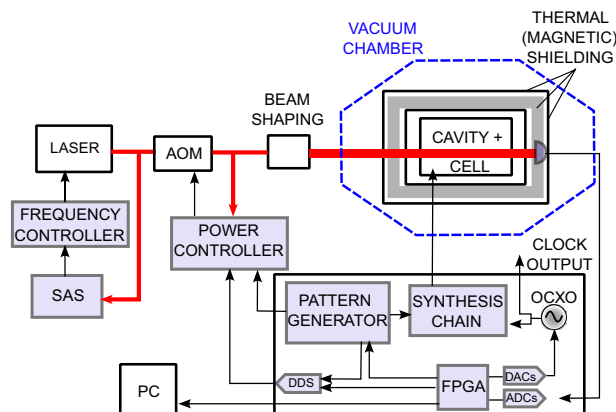 VACUUM
CHAMBER
THERMAL
(MAGNETIC)
SHIELDING
BEAM
SHAPING
LASER
AOM
CAVITY +
CELL
FREQUENCY
CONTROLLER
POWER
CONTROLLER
SAS
CLOCK
OUTPUT
PATTERN
GENERATOR
SYNTHESIS
CHAIN
OCXO
PC
DDS
FPGA
DACs
ADCs